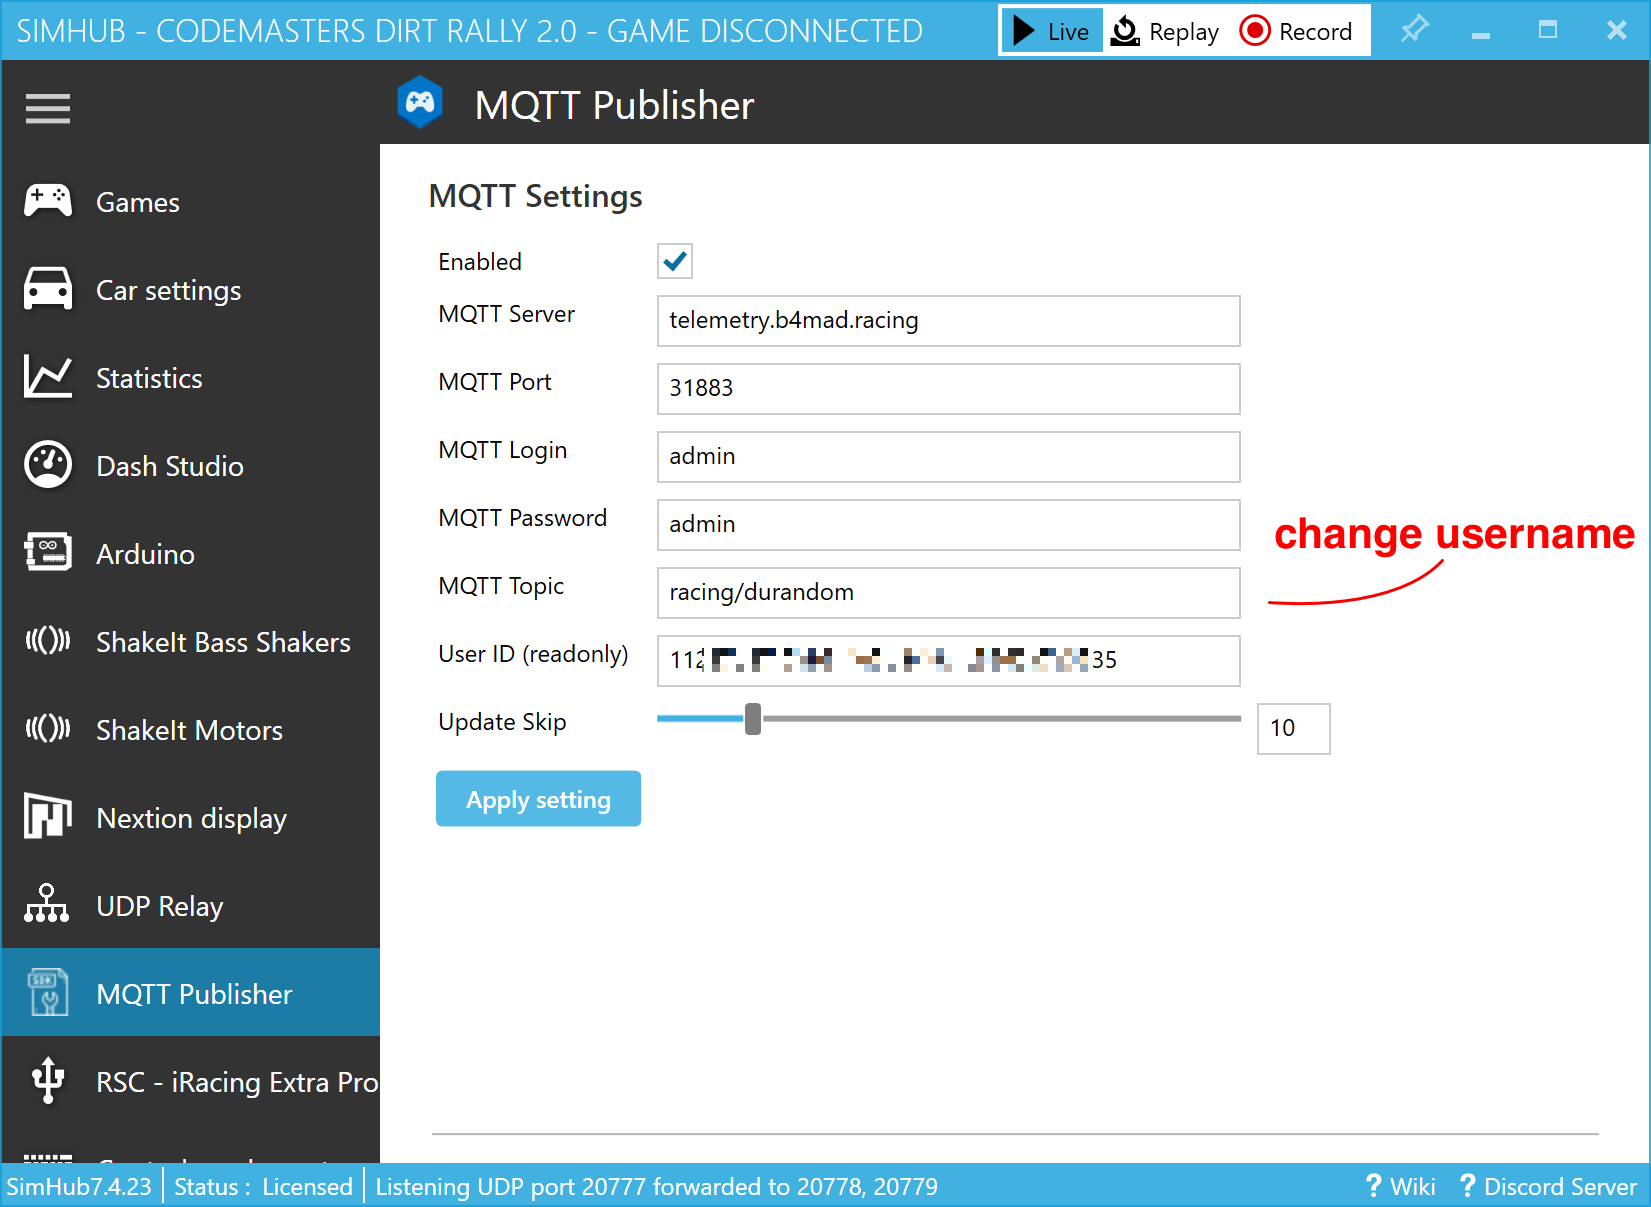 SIMHUB - CODEMASTERS DIRT RALLY 2.0 - GAME DISCONNECTED
Live
Replay
Record
MQTT Publisher
Games
Car settings
Statistics
Dash Studio
Arduino
ShakeIt Bass Shakers
ShakeIt Motors
Nextion display
UDP Relay
SDK
MQTT Publisher
RSC - iRacing Extra Pro
MQTT Settings
Enabled
MQTT Server
telemetry.b4mad.racing
MQTT Port
31883
MQTT Login
admin
MQTT Password
admin
change username
MQTT Topic
racing/durandom
User ID (readonly)
112
35
Update Skip
10
Apply setting
SimHub7.4.23
Status : Licensed
Listening UDP port 20777 forwarded to 20778, 20779
? Wiki
? Discord Server